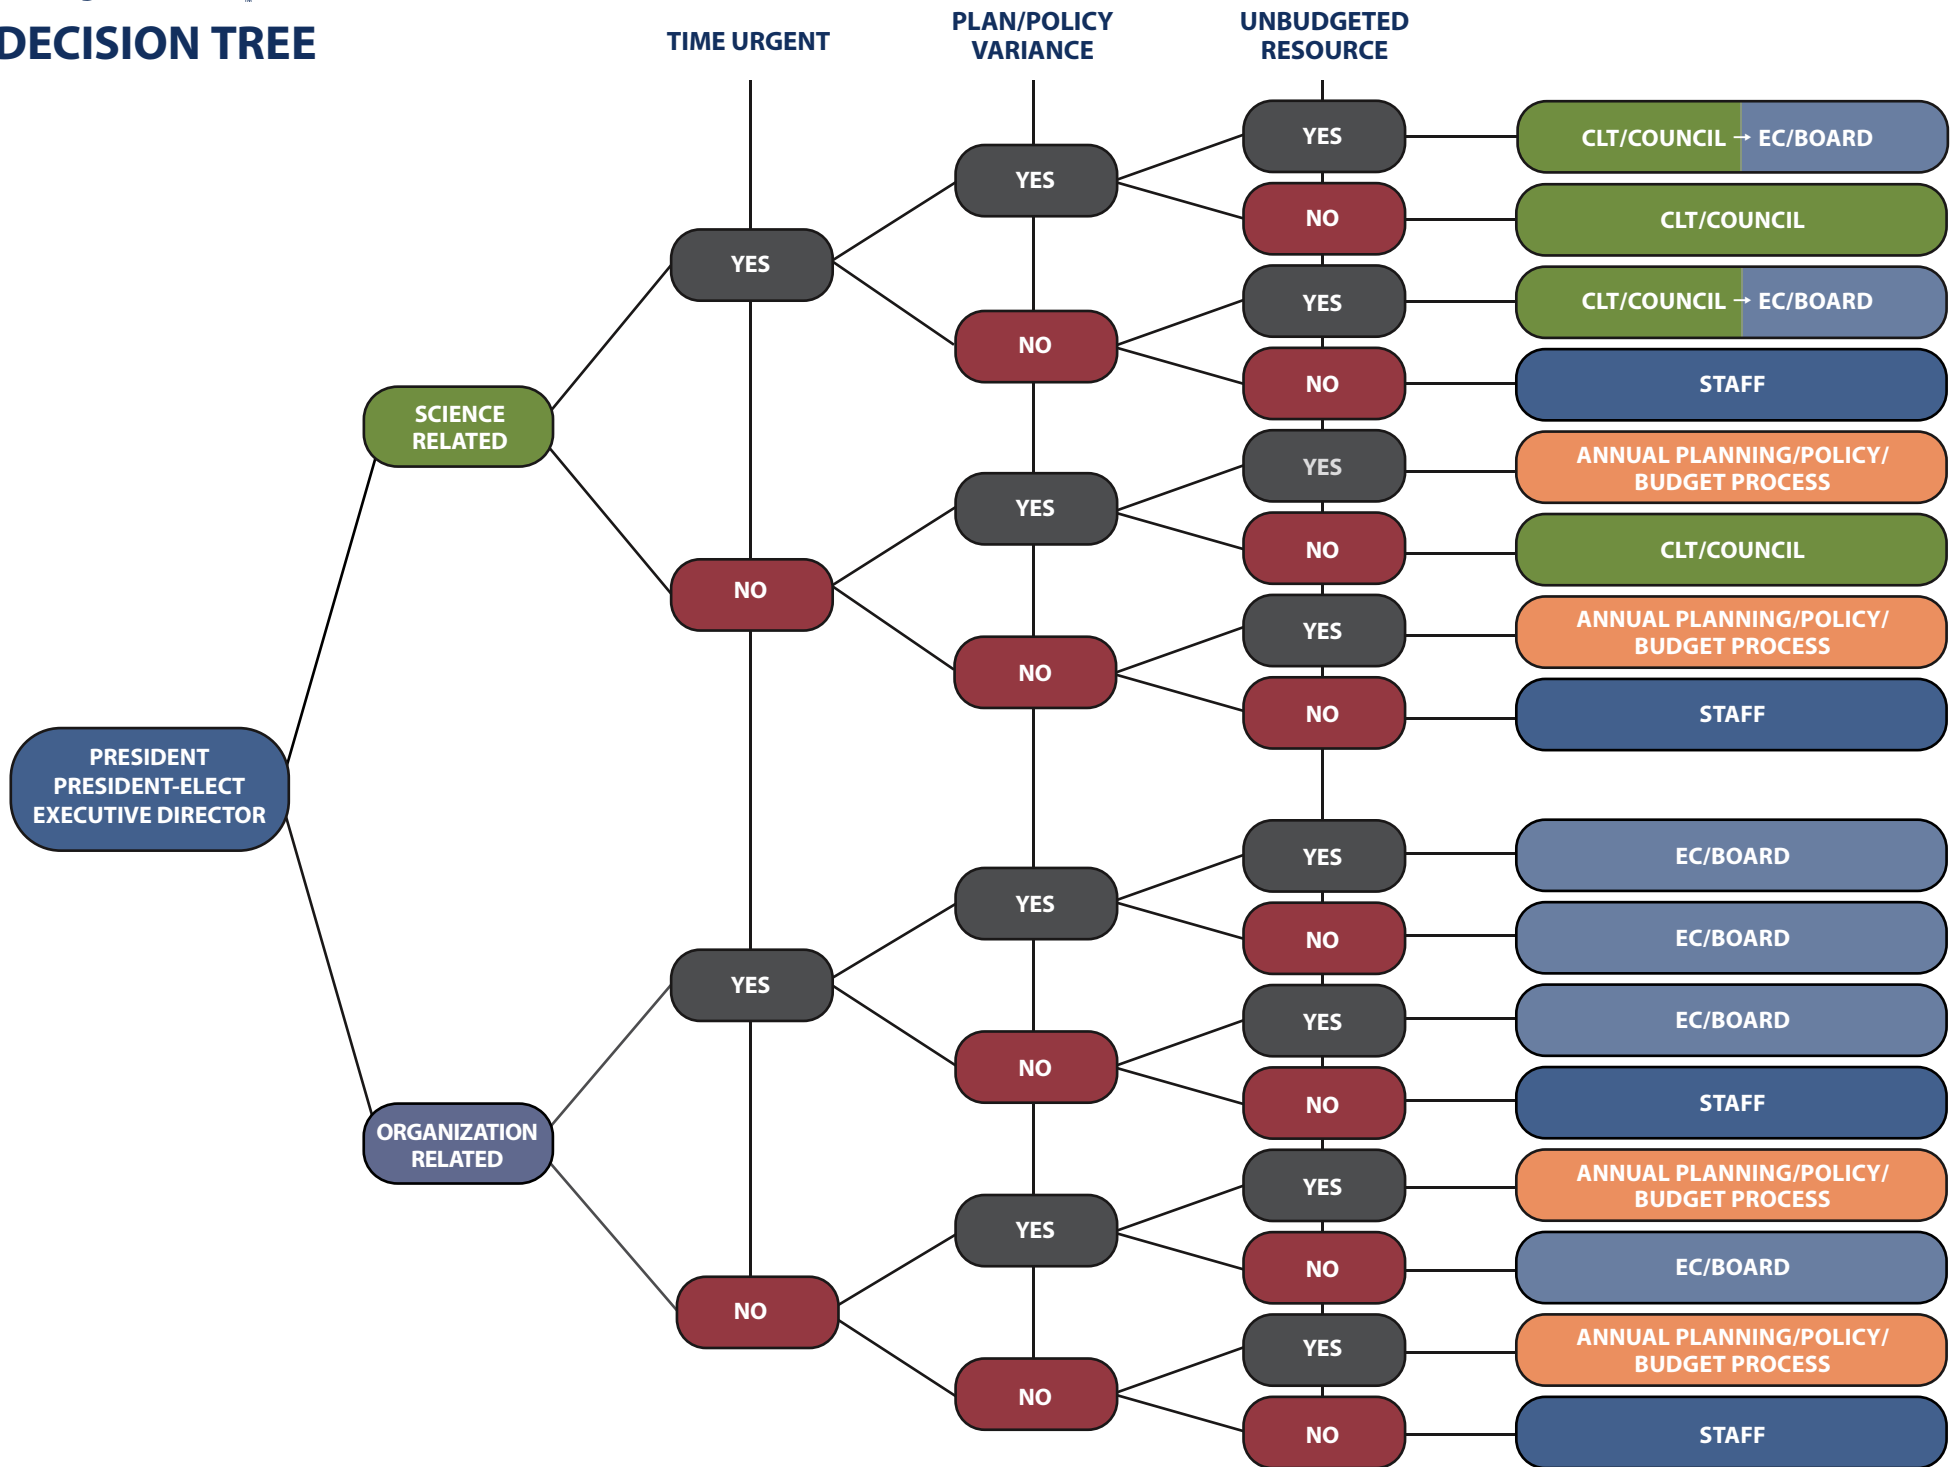 DECISION TREE
TIME URGENT
PLAN/POLICY
VARIANCE
UNBUDGETED
RESOURCE
PRESIDENT
PRESIDENT-ELECT
EXECUTIVE DIRECTOR
SCIENCE
RELATED
ORGANIZATION
RELATED
YES
NO
YES
NO
YES
NO
YES
NO
YES
NO
YES
NO
YES
NO
YES
NO
YES
NO
YES
NO
YES
NO
YES
NO
YES
NO
YES
NO
CLT/COUNCIL → EC/BOARD
CLT/COUNCIL
CLT/COUNCIL → EC/BOARD
STAFF
ANNUAL PLANNING/POLICY/
BUDGET PROCESS
CLT/COUNCIL
ANNUAL PLANNING/POLICY/
BUDGET PROCESS
STAFF
EC/BOARD
EC/BOARD
EC/BOARD
STAFF
ANNUAL PLANNING/POLICY/
BUDGET PROCESS
EC/BOARD
ANNUAL PLANNING/POLICY/
BUDGET PROCESS
STAFF